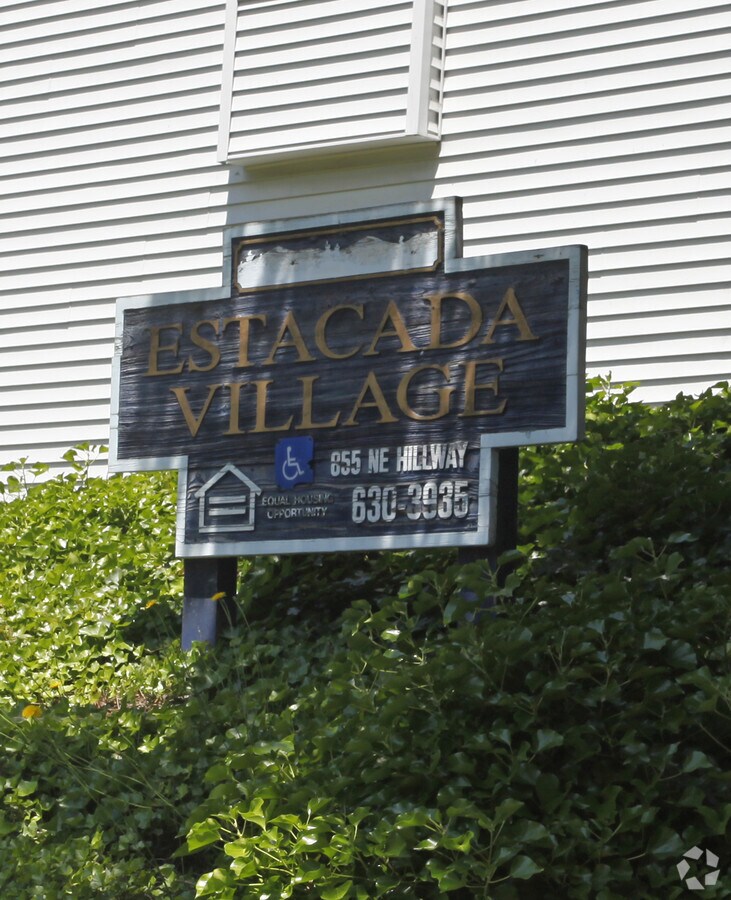 ESTACADA
VILLAGE
855 NE HILLWAY
EQUAL HOUSING
OPPORTUNITY
630-3935